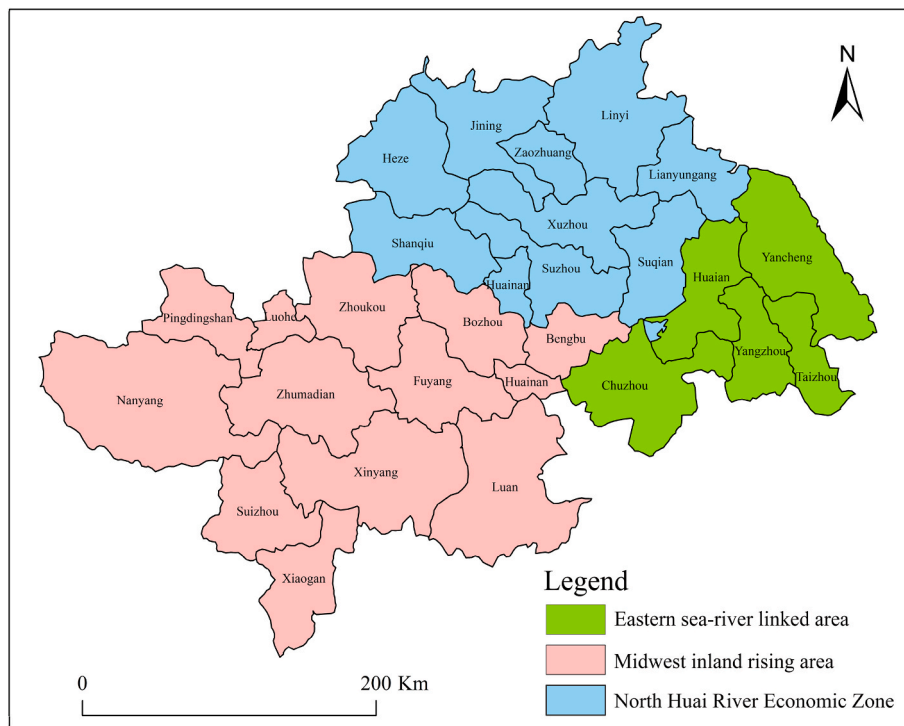 N
Linyi
Jining
Zaozhuang
Heze
Lianyungang
Xuzhou
Shanqiu
Suzhou
Suqian
Huaian
Yancheng
Huainan
Zhoukou
Bozhou
Pingdingshan
Luohe
Bengbu
Yangzhou
Taizhou
Fuyang
Huainan
Chuzhou
Nanyang
Zhumadian
Xinyang
Luan
Suizhou
Xiaogan
Legend
Eastern sea-river linked area
Midwest inland rising area
North Huai River Economic Zone
0
200 Km